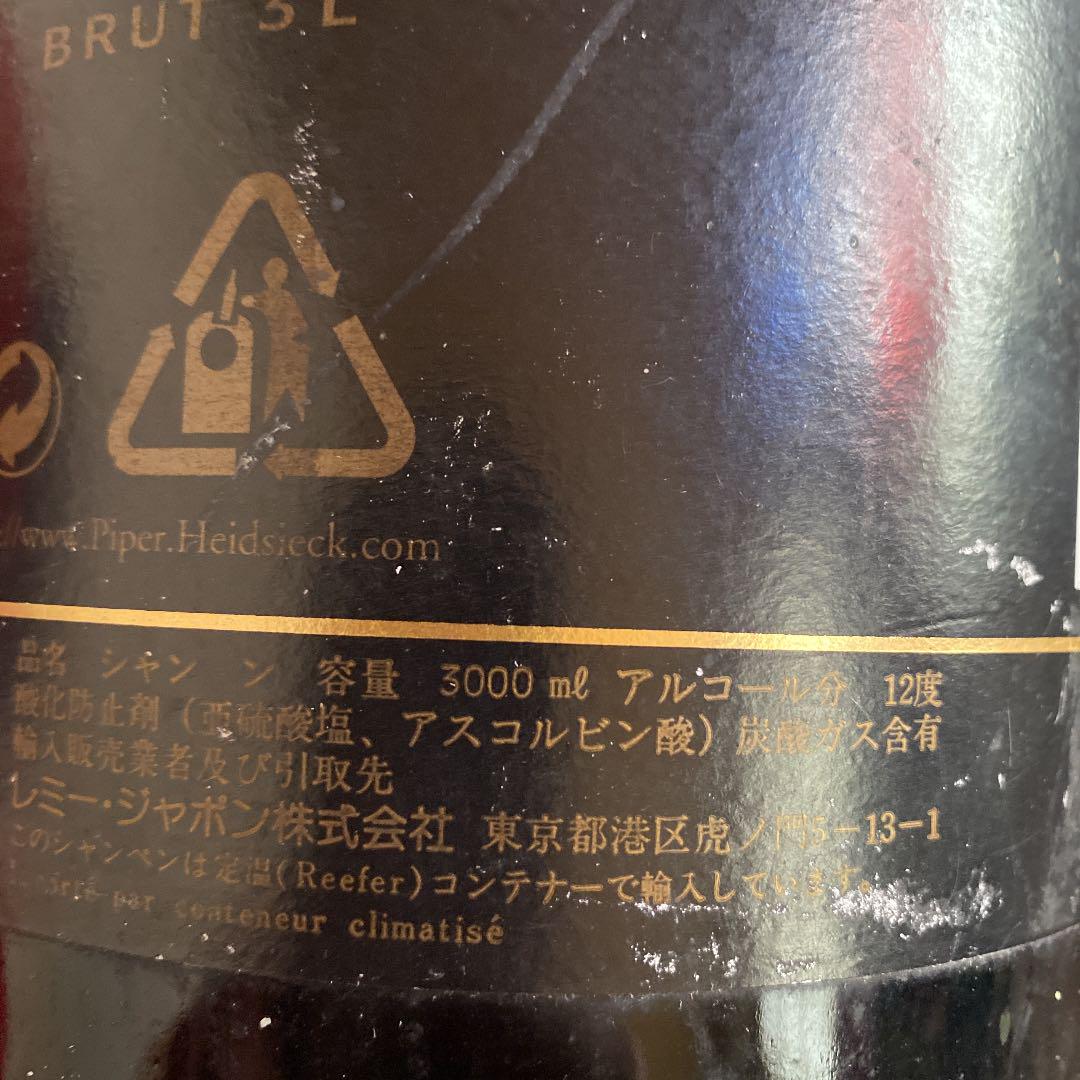 BRUT 3L
//www.Piper.Heidsieck.com
品名 シャン ン 容量 3000 ml アルコール分 12度
酸化防止剤(亜硫酸塩、アスコルビン酸)炭酸ガス含有
輸入販売業者及び引取先
レミー・ジャポン株式会社 東京都港区虎ノ門5-13-1
このシャンペンは定温(Reefer)コンテナーで輸入しています。
par conteneur climatisé